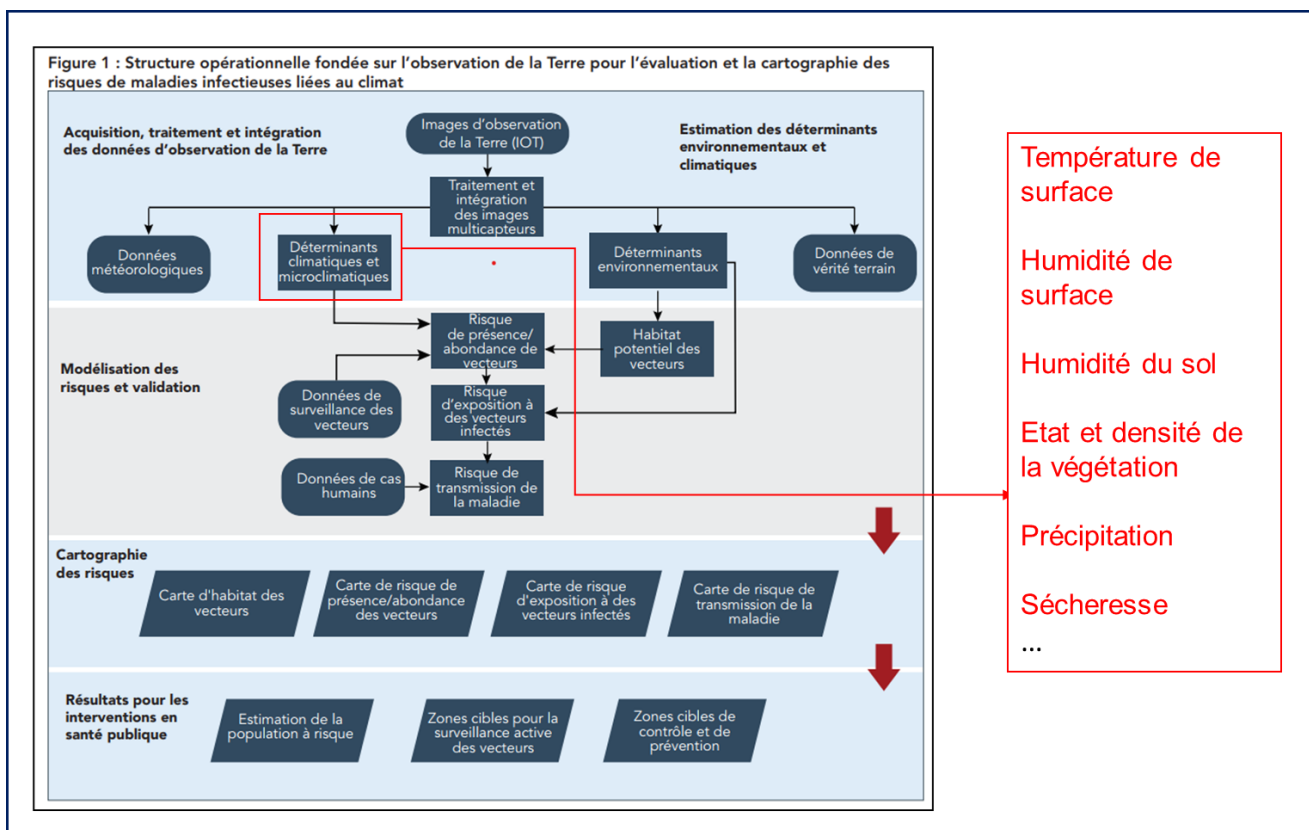 Figure 1 : Structure opérationnelle fondée sur l'observation de la Terre pour l'évaluation et la cartographie des
risques de maladies infectieuses liées au climat
Acquisition, traitement et intégration
des données d'observation de la Terre
Images d'observation
de la Terre (IOT)
Estimation des déterminants
environnementaux et
climatiques
Traitement et
intégration
des images
multicapteurs
Données
météorologiques
Déterminants
climatiques et
microclimatiques
Déterminants
environnementaux
Données de
vérité terrain
Modélisation des
risques et validation
Risque
de présence/
abondance de
vecteurs
Habitat
potentiel des
vecteurs
Données de
surveillance des
vecteurs
Risque
d'exposition à
des vecteurs
infectés
Données de cas
humains
Risque de
transmission de
la maladie
Cartographie
des risques
Carte d'habitat des
vecteurs
Carte de risque de
présence/abondance
des vecteurs
Carte de risque
d'exposition à des
vecteurs infectés
Carte de risque de
transmission de la
maladie
Résultats pour les
interventions en
santé publique
Estimation de la
population à risque
Zones cibles pour la
surveillance active
des vecteurs
Zones cibles de
contrôle et de
prévention
Température de
surface
Humidité de
surface
Humidité du sol
Etat et densité de
la végétation
Précipitation
Sécheresse
...